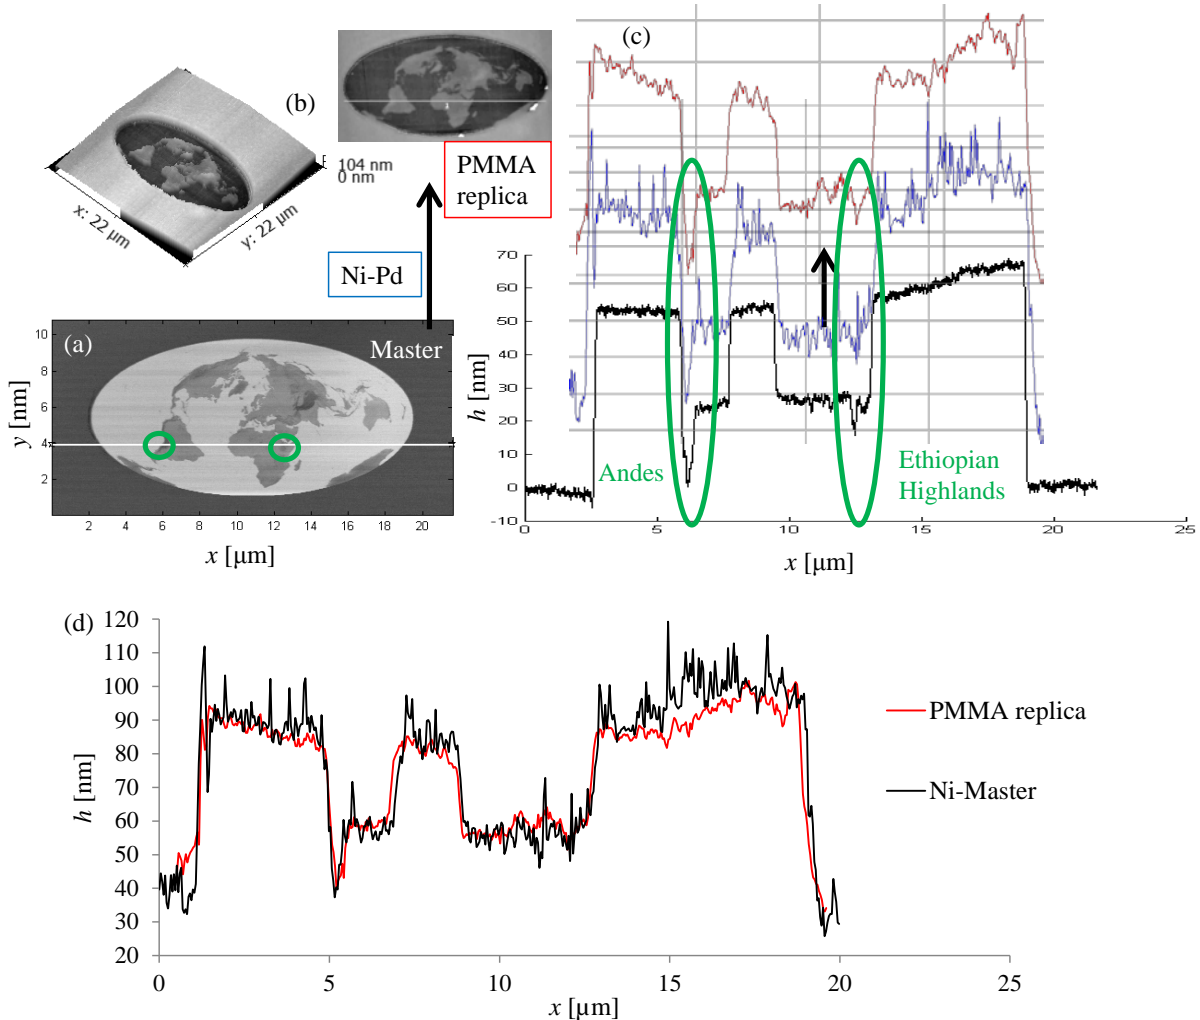 (c)
(b)
104 nm
0 nm
PMMA
replica
x: 22 µm
y: 22 µm
Ni-Pd
(a)
Master
10
8
6
4
2
y [nm]
2
4
6
8
10
12
14
16
18
20
x [µm]
70
60
50
40
30
20
10
0
-10
h [nm]
Andes
Ethiopian
Highlands
0
5
10
15
20
25
x [µm]
(d)
120
110
100
90
80
70
60
50
40
30
20
h [nm]
PMMA replica
Ni-Master
0
5
10
15
20
25
x [µm]